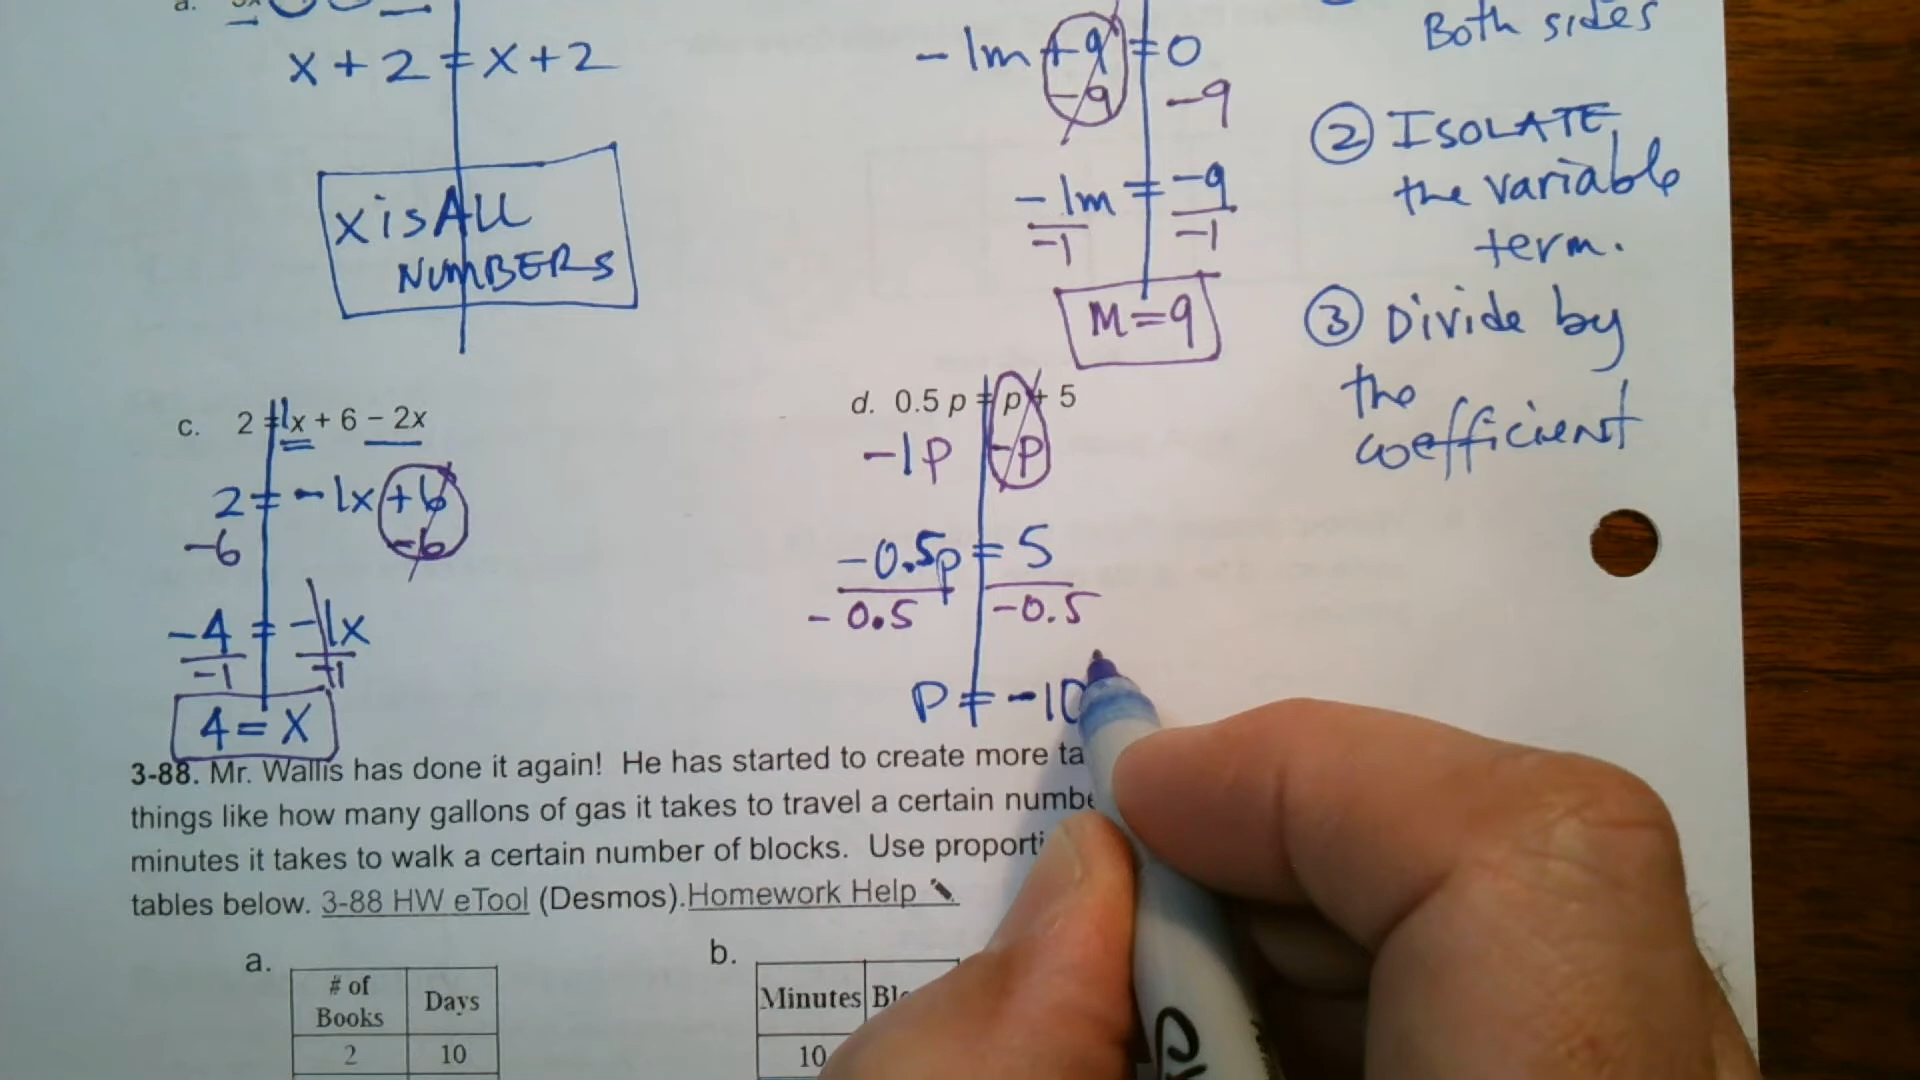 a.
x + 2 = x + 2
x is ALL
NUMBERS
-1m + 9 = 0
-9 -9
-1m = -9
-1 -1
M = 9
Both sides
② ISOLATE
the variable
term.
③ Divide by
the
coefficient
c. 2 = 1x + 6 – 2x
2 = -1x + 6
-6 -6
-4 = -1x
-1 -1
4 = X
d. 0.5 p = p + 5
-1p -p
-0.5p = 5
-0.5 -0.5
P = -10
3-88. Mr. Wallis has done it again! He has started to create more ta
things like how many gallons of gas it takes to travel a certain numbe
minutes it takes to walk a certain number of blocks. Use proporti
tables below. 3-88 HW eTool (Desmos).Homework Help
a.
# of
Books Days
2 10
b.
Minutes Blo
10